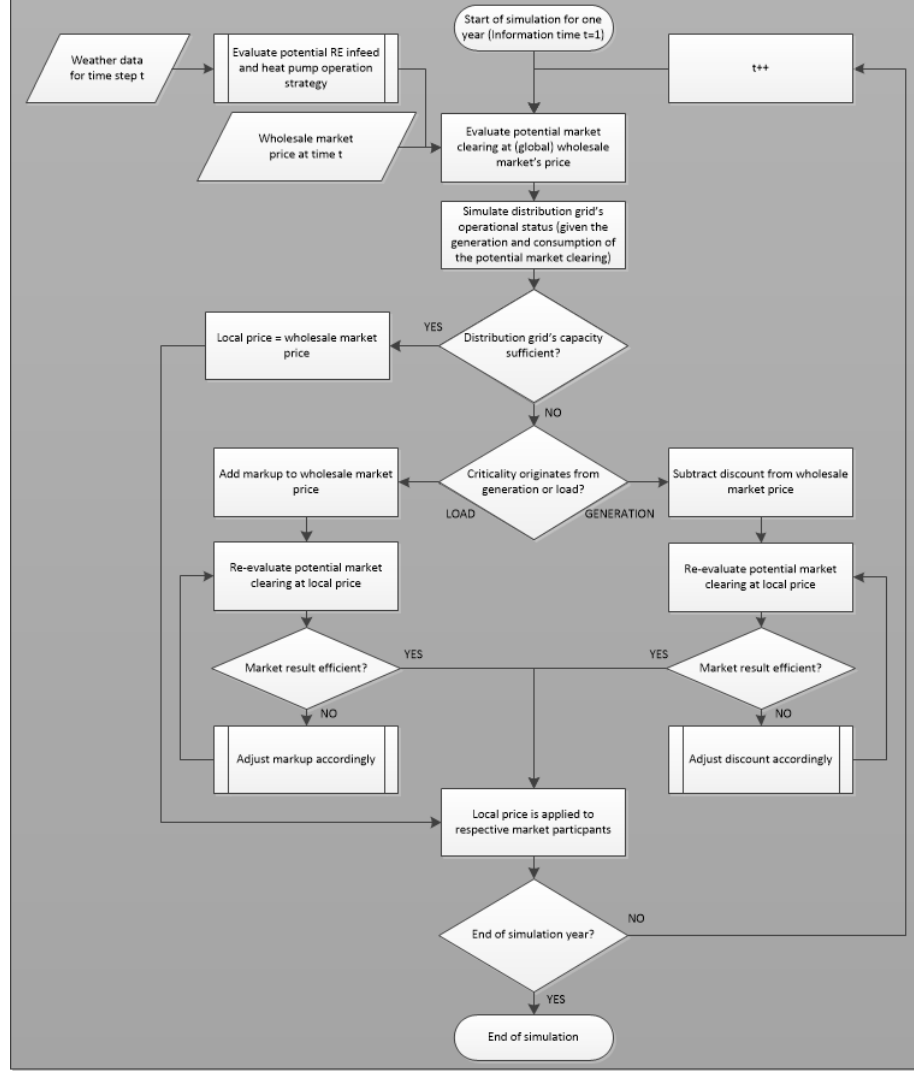 Start of simulation for one
year (Information time t=1)
Weather data
for time step t
Evaluate potential RE infeed
and heat pump operation
strategy
t++
Wholesale market
price at time t
Evaluate potential market
clearing at (global) wholesale
market's price
Simulate distribution grid's
operational status (given the
generation and consumption of
the potential market clearing)
YES
Local price = wholesale market
price
Distribution grid's capacity
sufficient?
NO
Add markup to wholesale market
price
Criticality originates from
generation or load?
Subtract discount from wholesale
market price
LOAD
GENERATION
Re-evaluate potential market
clearing at local price
Re-evaluate potential market
clearing at local price
Market result efficient?
YES
YES
Market result efficient?
NO
NO
Adjust markup accordingly
Adjust discount accordingly
Local price is applied to
respective market particpants
End of simulation year?
NO
YES
End of simulation